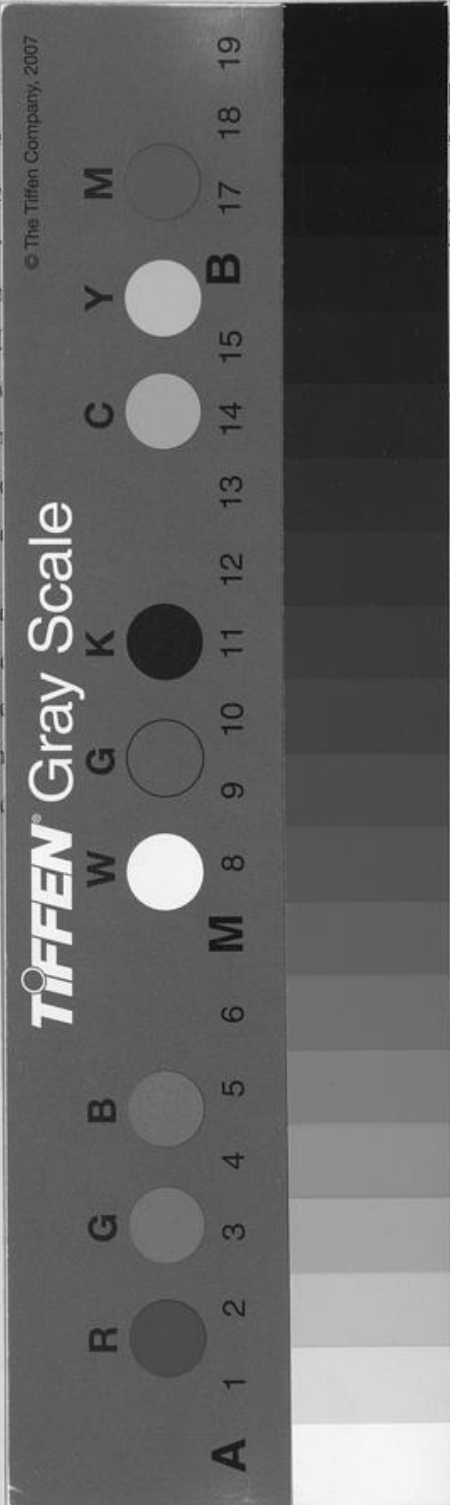 TIFFEN® Gray Scale
© The Tiffen Company, 2007
R G B W G K C Y M
A 1 2 3 4 5 6 M 8 9 10 11 12 13 14 15 B 17 18 19